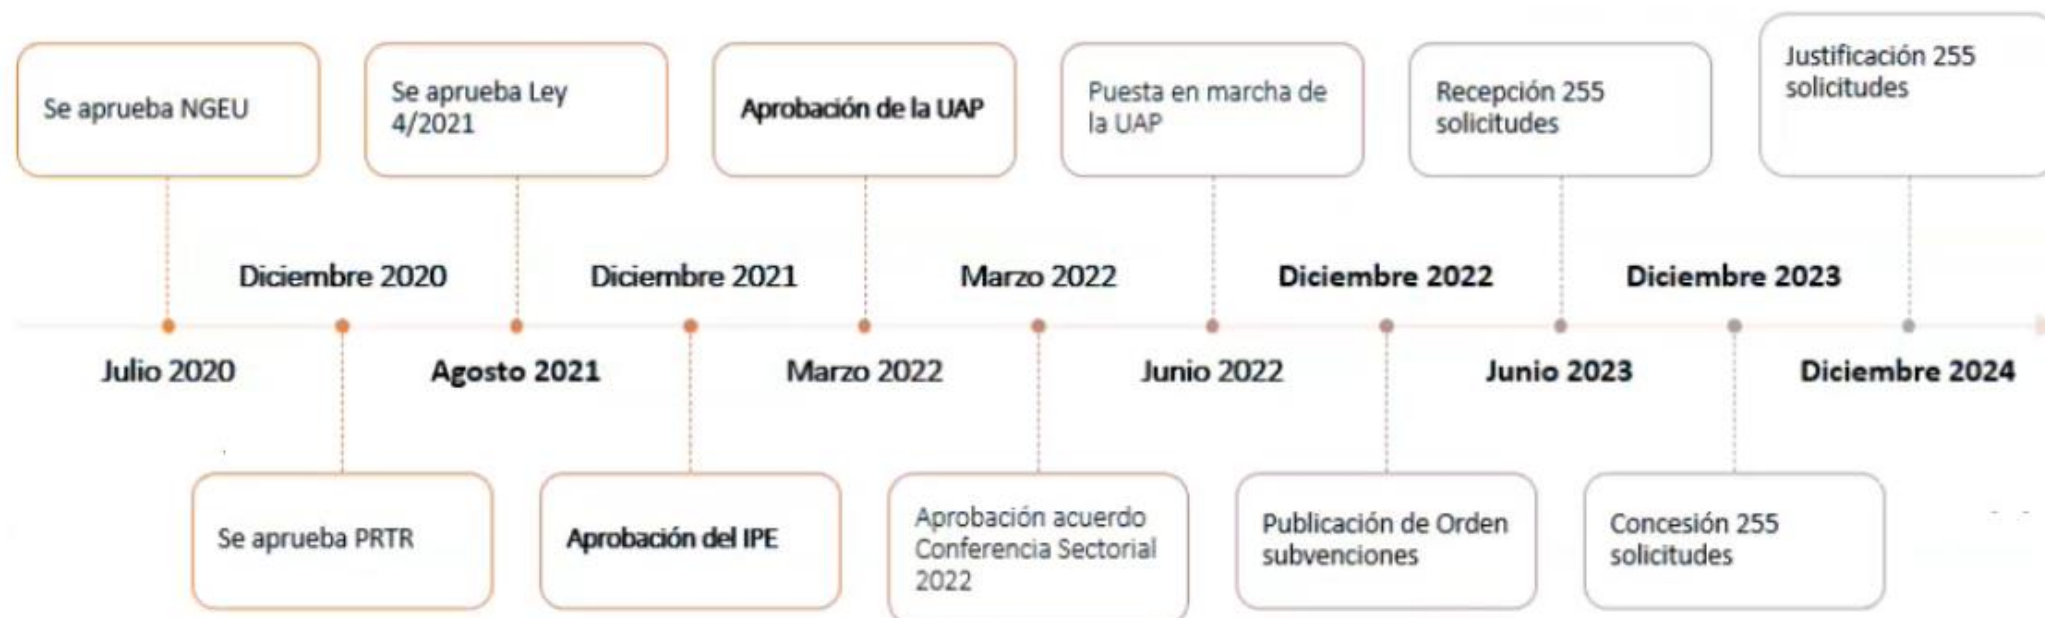 Se aprueba NGEU
Se aprueba Ley
4/2021
Aprobación de la UAP
Puesta en marcha de
la UAP
Recepción 255
solicitudes
Justificación 255
solicitudes
Diciembre 2020
Diciembre 2021
Marzo 2022
Diciembre 2022
Diciembre 2023
Julio 2020
Agosto 2021
Marzo 2022
Junio 2022
Junio 2023
Diciembre 2024
Se aprueba PRTR
Aprobación del IPE
Aprobación acuerdo
Conferencia Sectorial
2022
Publicación de Orden
subvenciones
Concesión 255
solicitudes